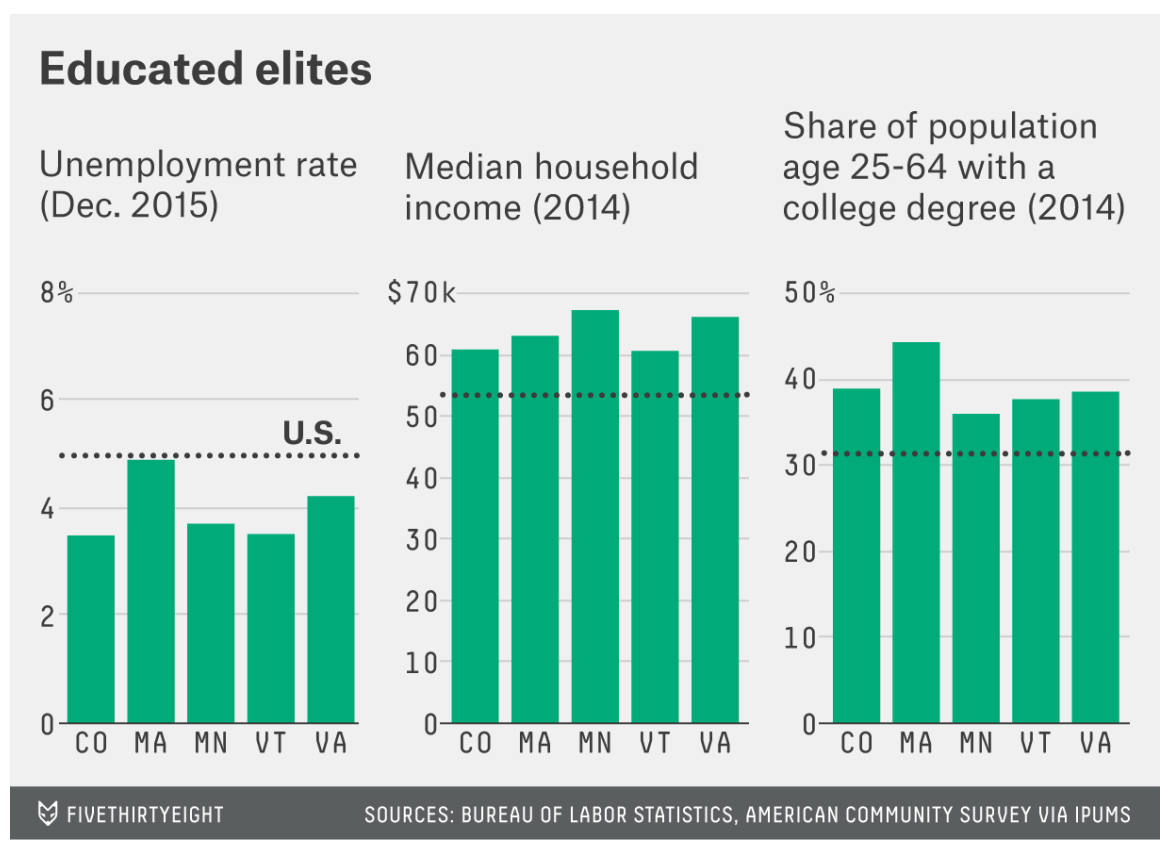 Educated elites
Unemployment rate
(Dec. 2015)
8%
6
4
2
0
U.S.
CO MA MN VT VA
Median household
income (2014)
$70k
60
50
40
30
20
10
0
CO MA MN VT VA
Share of population
age 25-64 with a
college degree (2014)
50%
40
30
20
10
0
CO MA MN VT VA
FIVETHIRTYEIGHT
SOURCES: BUREAU OF LABOR STATISTICS, AMERICAN COMMUNITY SURVEY VIA IPUMS